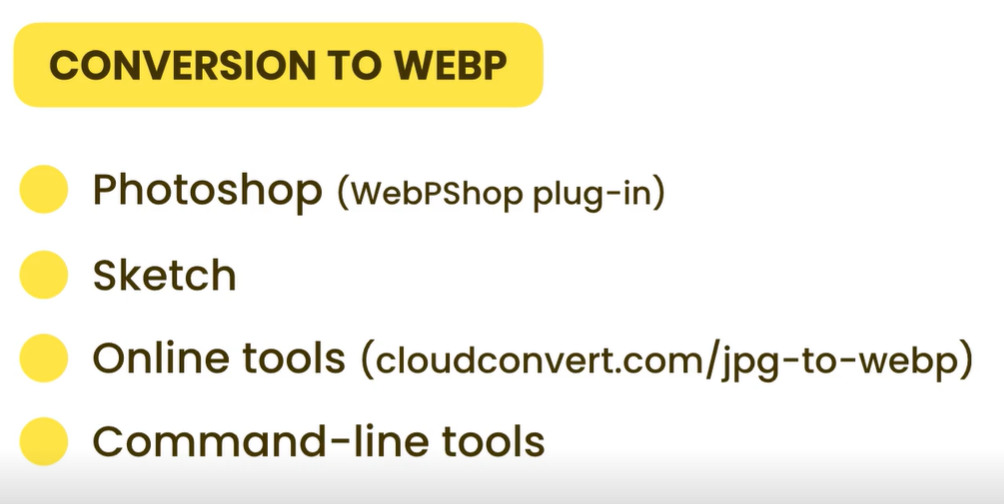 CONVERSION TO WEBP
Photoshop (WebPShop plug-in)
Sketch
Online tools (cloudconvert.com/jpg-to-webp)
Command-line tools